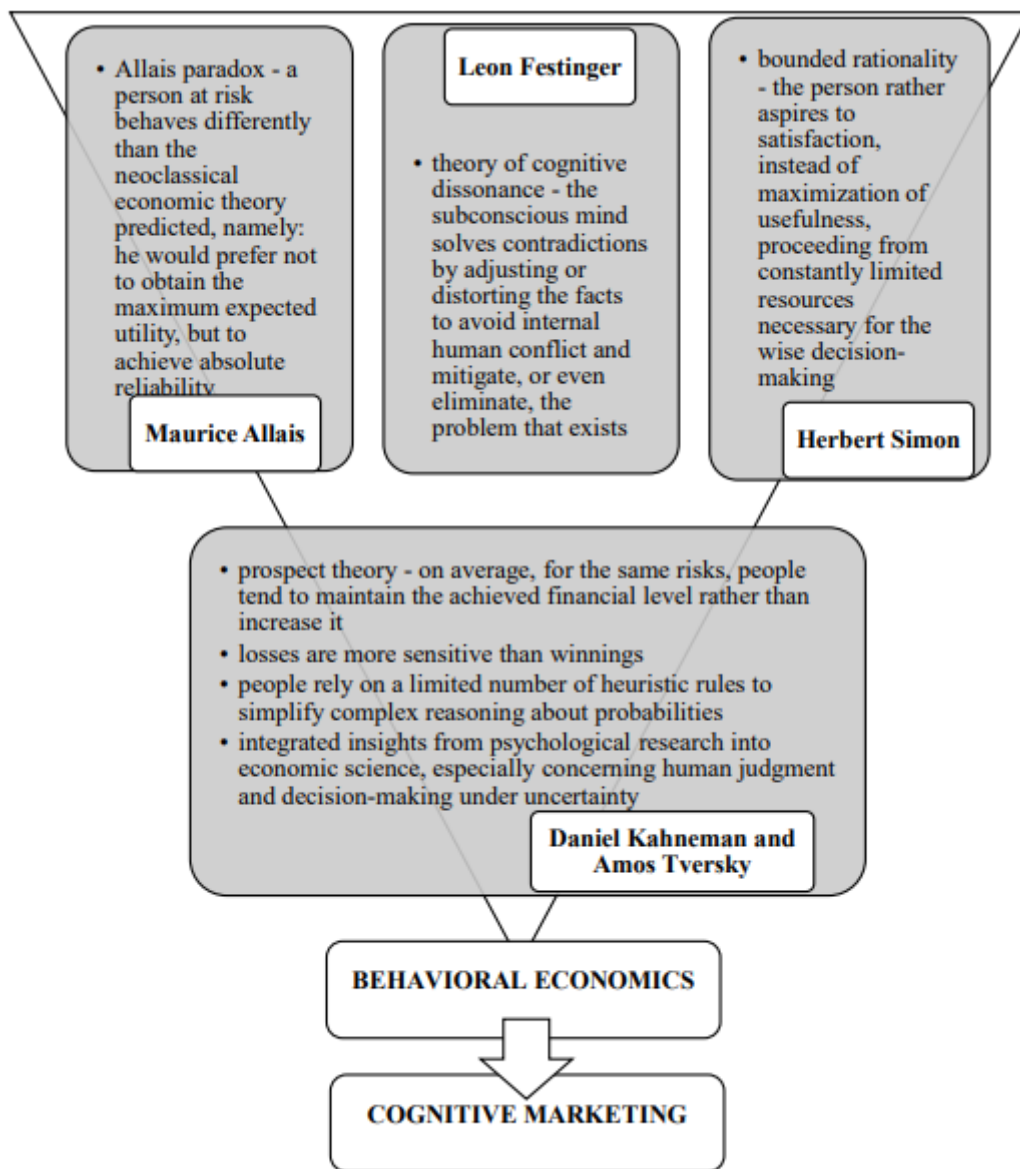 • Allais paradox - a
person at risk
behaves differently
than the
neoclassical
economic theory
predicted, namely:
he would prefer not
to obtain the
maximum expected
utility, but to
achieve absolute
reliability
Maurice Allais
Leon Festinger
• theory of cognitive
dissonance - the
subconscious mind
solves contradictions
by adjusting or
distorting the facts
to avoid internal
human conflict and
mitigate, or even
eliminate, the
problem that exists
• bounded rationality
- the person rather
aspires to
satisfaction,
instead of
maximization of
usefulness,
proceeding from
constantly limited
resources
necessary for the
wise decision-
making
Herbert Simon
• prospect theory - on average, for the same risks, people
tend to maintain the achieved financial level rather than
increase it
• losses are more sensitive than winnings
• people rely on a limited number of heuristic rules to
simplify complex reasoning about probabilities
• integrated insights from psychological research into
economic science, especially concerning human judgment
and decision-making under uncertainty
Daniel Kahneman and
Amos Tversky
BEHAVIORAL ECONOMICS
COGNITIVE MARKETING